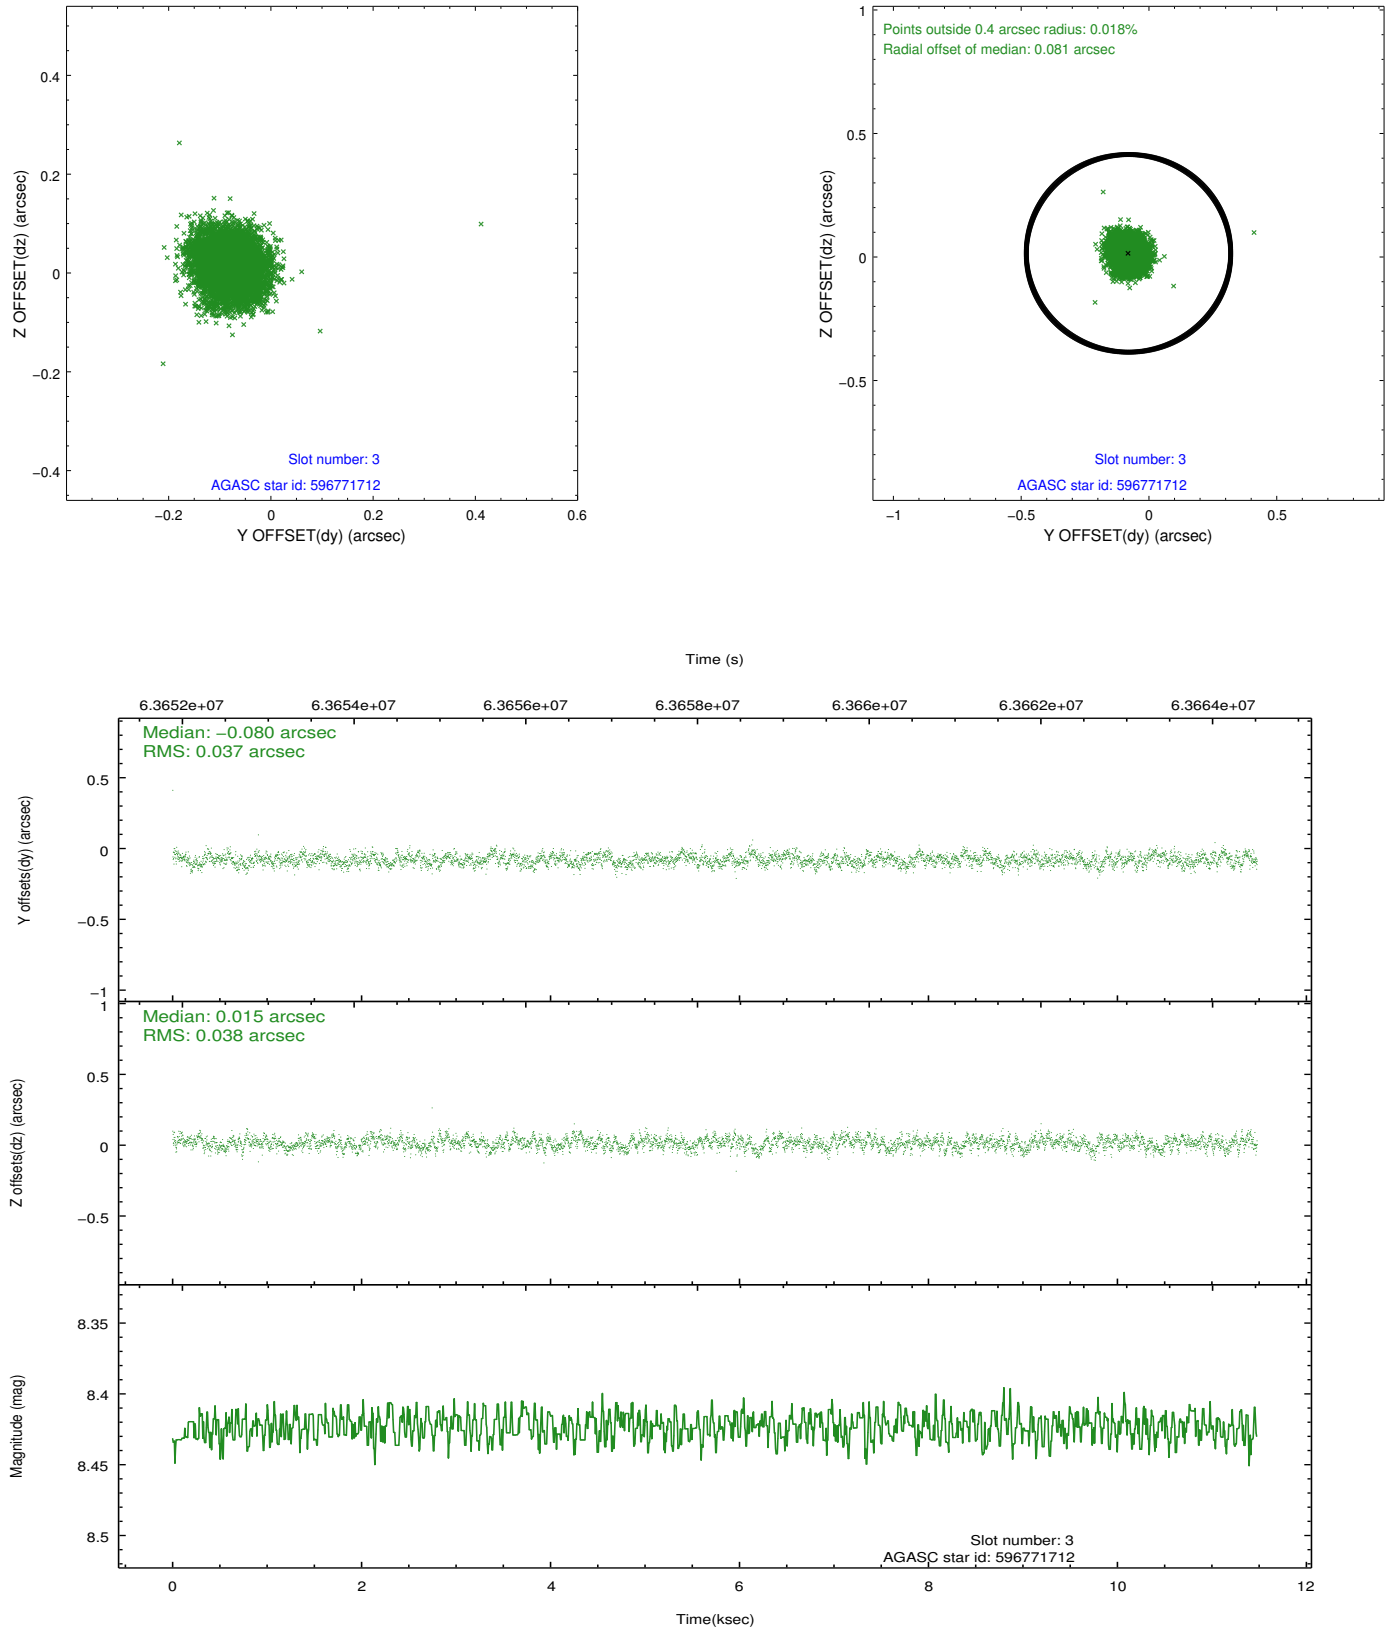 0.4
0.2
0
−0.2
−0.4
Z OFFSET(dz) (arcsec)
Slot number: 3
AGASC star id: 596771712
−0.2
0
0.2
0.4
0.6
Y OFFSET(dy) (arcsec)
Points outside 0.4 arcsec radius: 0.018%
Radial offset of median: 0.081 arcsec
1
0.5
0
−0.5
Z OFFSET(dz) (arcsec)
Slot number: 3
AGASC star id: 596771712
−1
−0.5
0
0.5
Y OFFSET(dy) (arcsec)
Time (s)
6.3652e+07
6.3654e+07
6.3656e+07
6.3658e+07
6.366e+07
6.3662e+07
6.3664e+07
Median: −0.080 arcsec
RMS: 0.037 arcsec
0.5
0
−0.5
−1
Y offsets(dy) (arcsec)
Median: 0.015 arcsec
RMS: 0.038 arcsec
1
0.5
0
−0.5
Z offsets(dz) (arcsec)
8.35
8.4
8.45
8.5
Magnitude (mag)
Slot number: 3
AGASC star id: 596771712
0
2
4
6
8
10
12
Time(ksec)